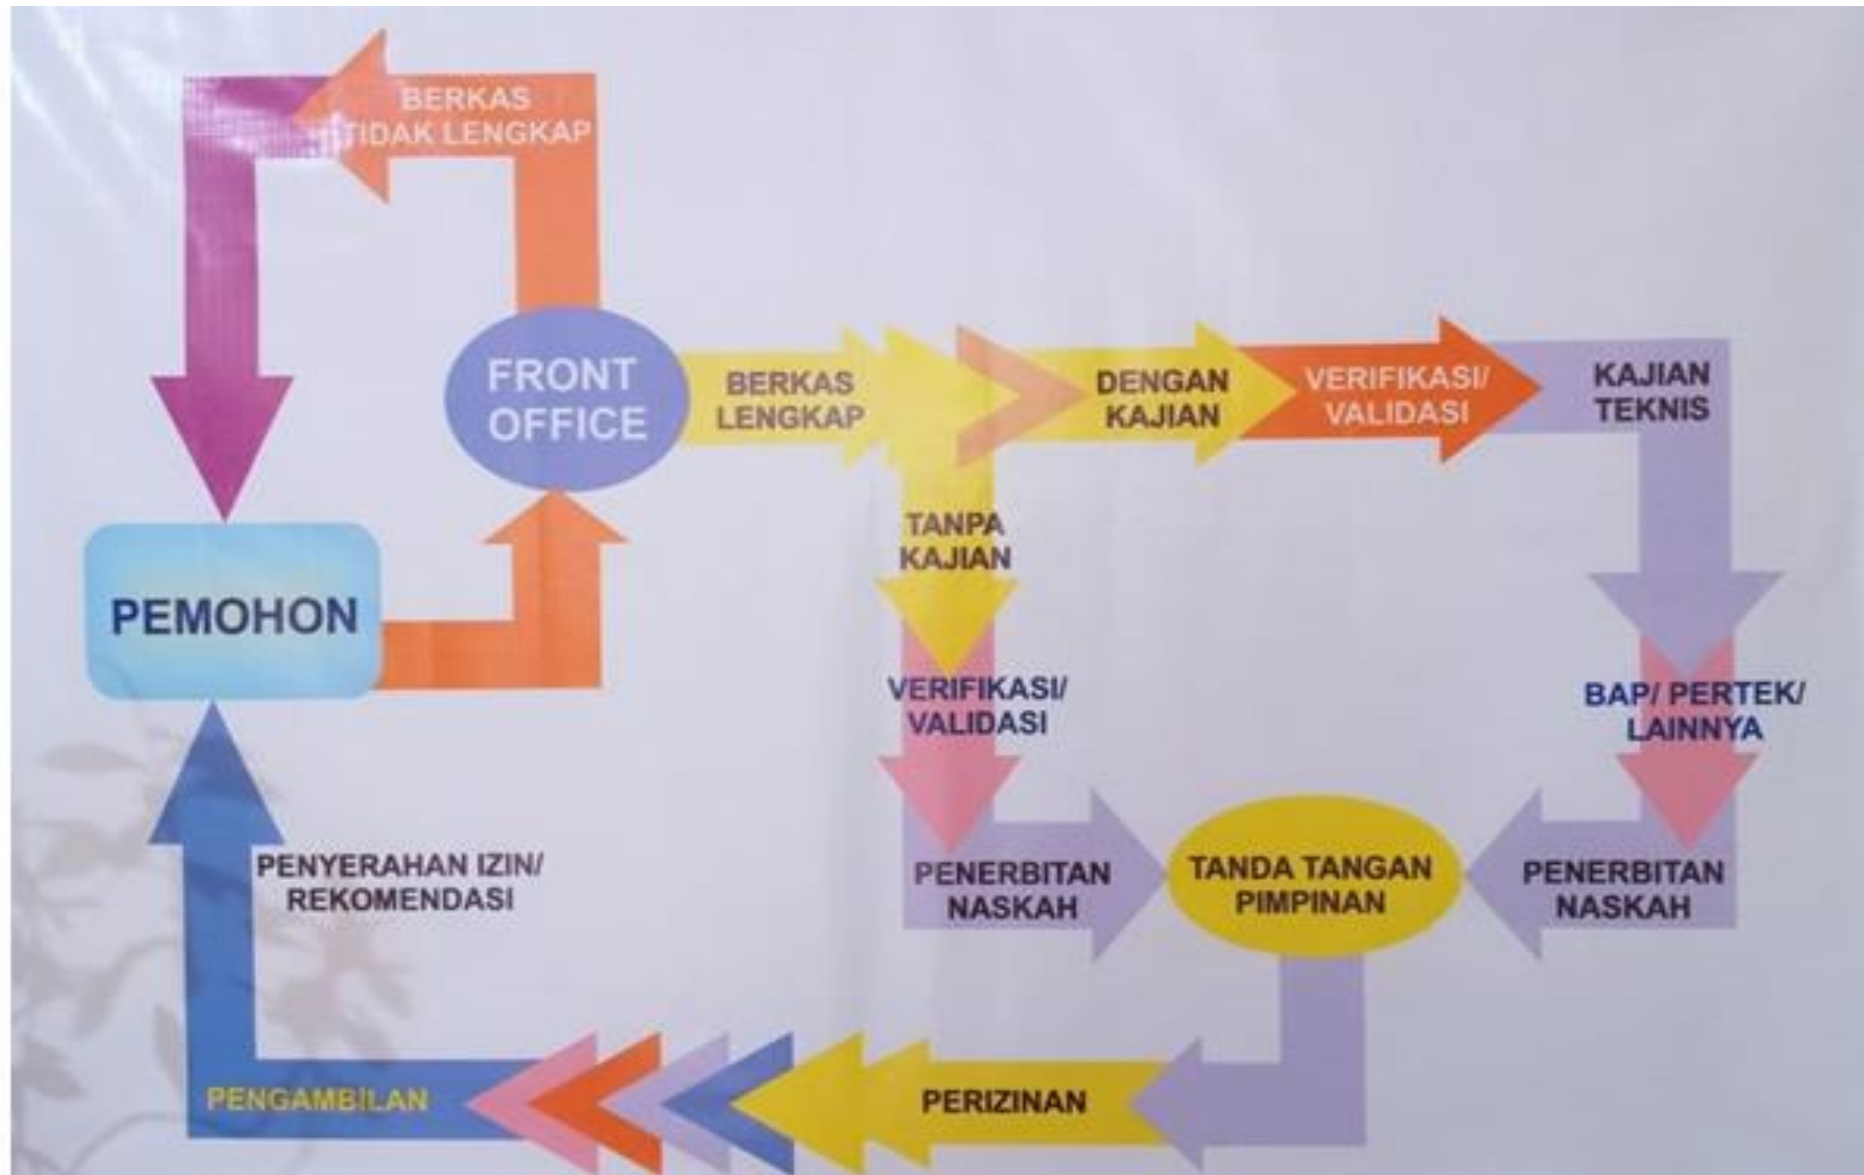 BERKAS
TIDAK LENGKAP
FRONT
OFFICE
BERKAS
LENGKAP
DENGAN
KAJIAN
VERIFIKASI/
VALIDASI
KAJIAN
TEKNIS
TANPA
KAJIAN
PEMOHON
VERIFIKASI/
VALIDASI
BAP/ PERTEK/
LAINNYA
PENERBITAN
NASKAH
TANDA TANGAN
PIMPINAN
PENERBITAN
NASKAH
PENYERAHAN IZIN/
REKOMENDASI
PERIZINAN
PENGAMBILAN